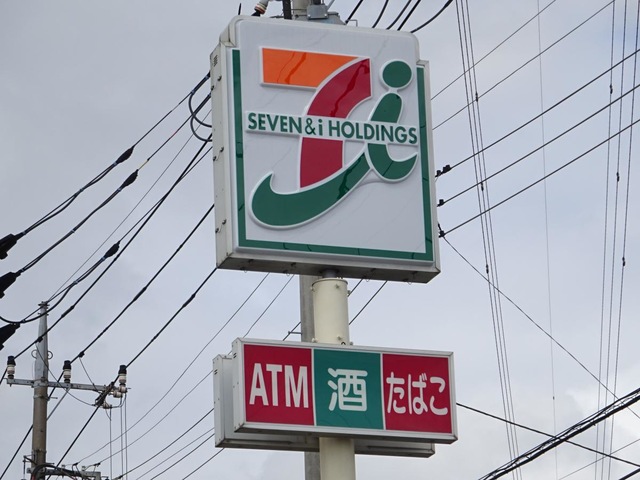 SEVEN&i HOLDINGS
ATM 酒 たばこ